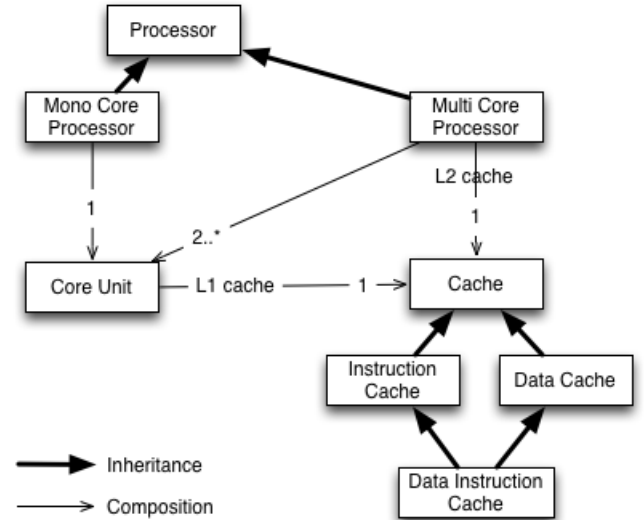 Processor
Mono Core
Processor
Multi Core
Processor
L2 cache
1
1
2..*
Core Unit
L1 cache
1
Cache
Instruction
Cache
Data Cache
Inheritance
Data Instruction
Cache
Composition